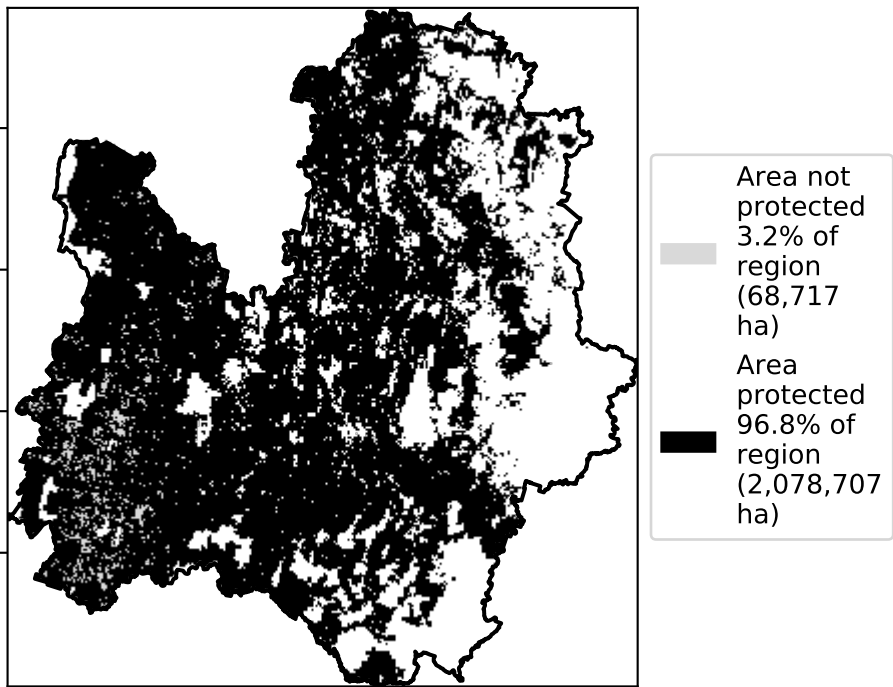 Area not
protected
3.2% of
region
(68,717
ha)
Area
protected
96.8% of
region
(2,078,707
ha)